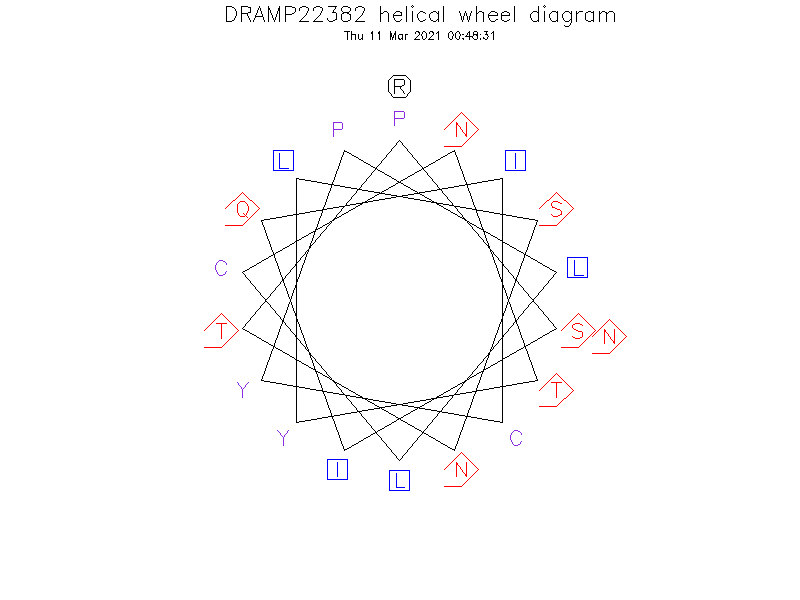 DRAMP22382 helical wheel diagram
Thu 11 Mar 2021 00:48:31
R
P
P N
L I
Q S
C L
T S N
Y T
Y C
I L N